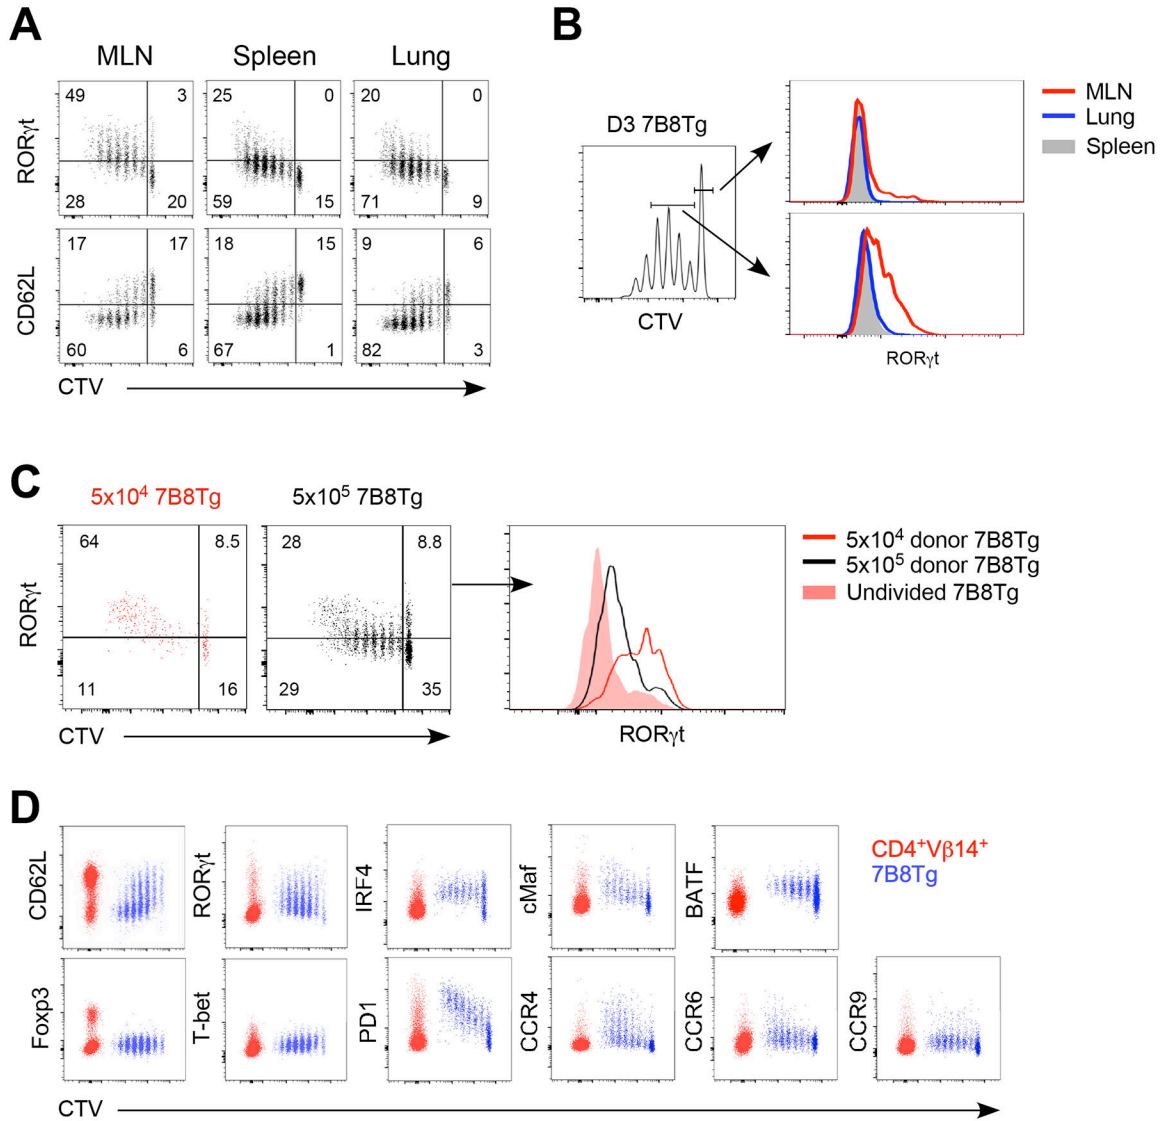 A
MLN Spleen Lung
RORγt
49 3
28 20
25 0
59 15
20 0
71 9
CD62L
17 17
60 6
18 15
67 1
9 6
82 3
CTV
B
D3 7B8Tg
CTV
MLN
Lung
Spleen
RORγt
C
5x10⁴ 7B8Tg
5x10⁵ 7B8Tg
RORγt
64 8.5
11 16
28 8.8
29 35
CTV
RORγt
5x10⁴ donor 7B8Tg
5x10⁵ donor 7B8Tg
Undivided 7B8Tg
D
CD62L
RORγt
IRF4
cMaf
BATF
CD4⁺Vβ14⁺
7B8Tg
Foxp3
T-bet
PD1
CCR4
CCR6
CCR9
CTV